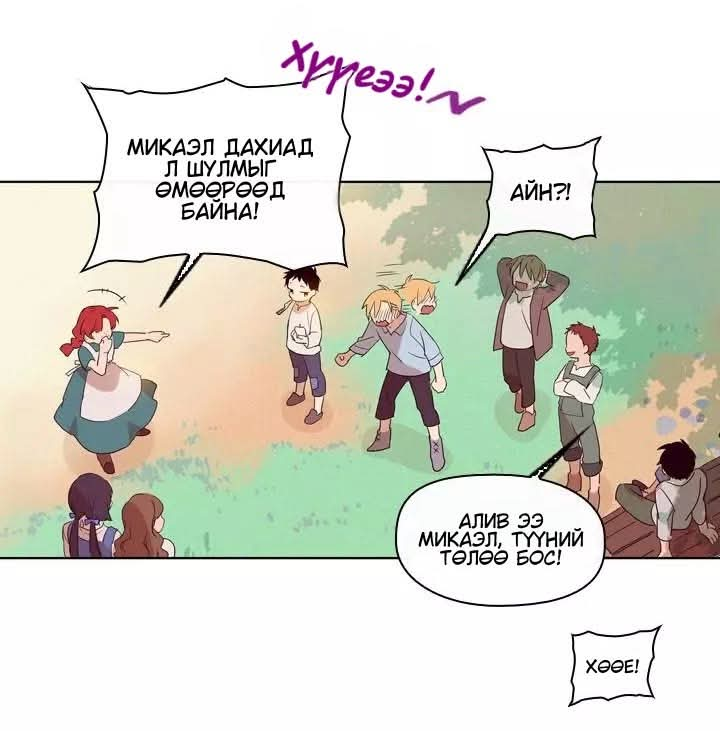 Хүүеээ!~
МИКАЭЛ ДАХИАД
Л ШУЛМЫГ
ӨМӨӨРӨӨД
БАЙНА!
АЙН?!
АЛИВ ЭЭ
МИКАЭЛ, ТҮҮНИЙ
ТӨЛӨӨ БОС!
ХӨӨЕ!